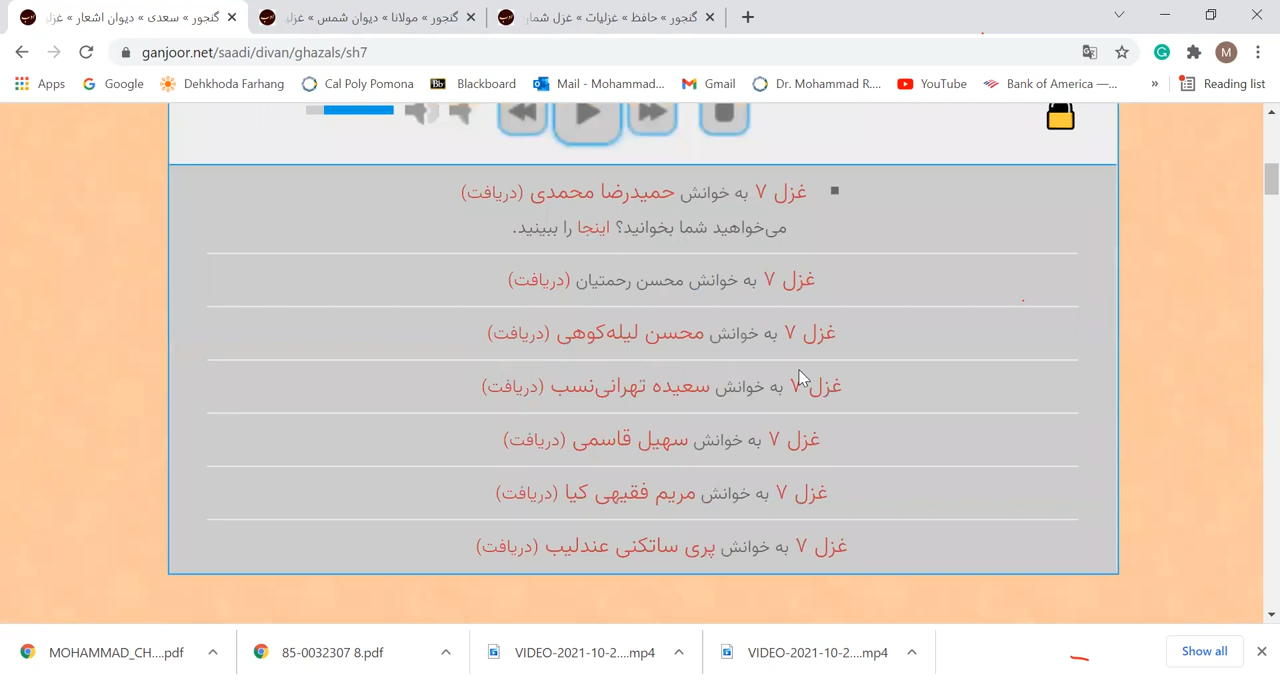 گنجور » سعدی » دیوان اشعار » غزل
گنجور » مولانا » دیوان شمس » غزلی
گنجور » حافظ » غزلیات » غزل شمار
ganjoor.net/saadi/divan/ghazals/sh7
M
Apps
Google
Dehkhoda Farhang
Cal Poly Pomona
Bb Blackboard
Mail - Mohammad...
Gmail
Dr. Mohammad R....
YouTube
Bank of America —...
»
Reading list
غزل ۷ به خوانش حمیدرضا محمدی (دریافت)
می‌خواهید شما بخوانید؟ اینجا را ببینید.
غزل ۷ به خوانش محسن رحمتیان (دریافت)
غزل ۷ به خوانش محسن لیله‌کوهی (دریافت)
غزل ۷ به خوانش سعیده تهرانی‌نسب (دریافت)
غزل ۷ به خوانش سهیل قاسمی (دریافت)
غزل ۷ به خوانش مریم فقیهی کیا (دریافت)
غزل ۷ به خوانش پری ساتکنی عندلیب (دریافت)
MOHAMMAD_CH....pdf
85-0032307 8.pdf
VIDEO-2021-10-2....mp4
VIDEO-2021-10-2....mp4
Show all